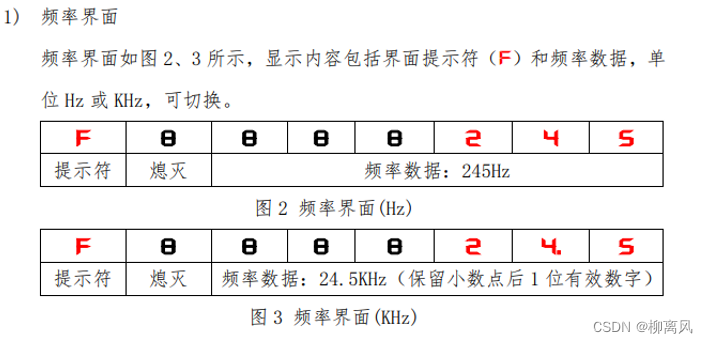 1) 频率界面
频率界面如图 2、3 所示，显示内容包括界面提示符（F）和频率数据，单
位 Hz 或 KHz，可切换。
F 8 8 8 8 2 4 5
提示符 熄灭 频率数据：245Hz
图 2 频率界面(Hz)
F 8 8 8 8 2 4. 5
提示符 熄灭 频率数据：24.5KHz（保留小数点后 1 位有效数字）
图 3 频率界面(KHz)
CSDN @柳离风